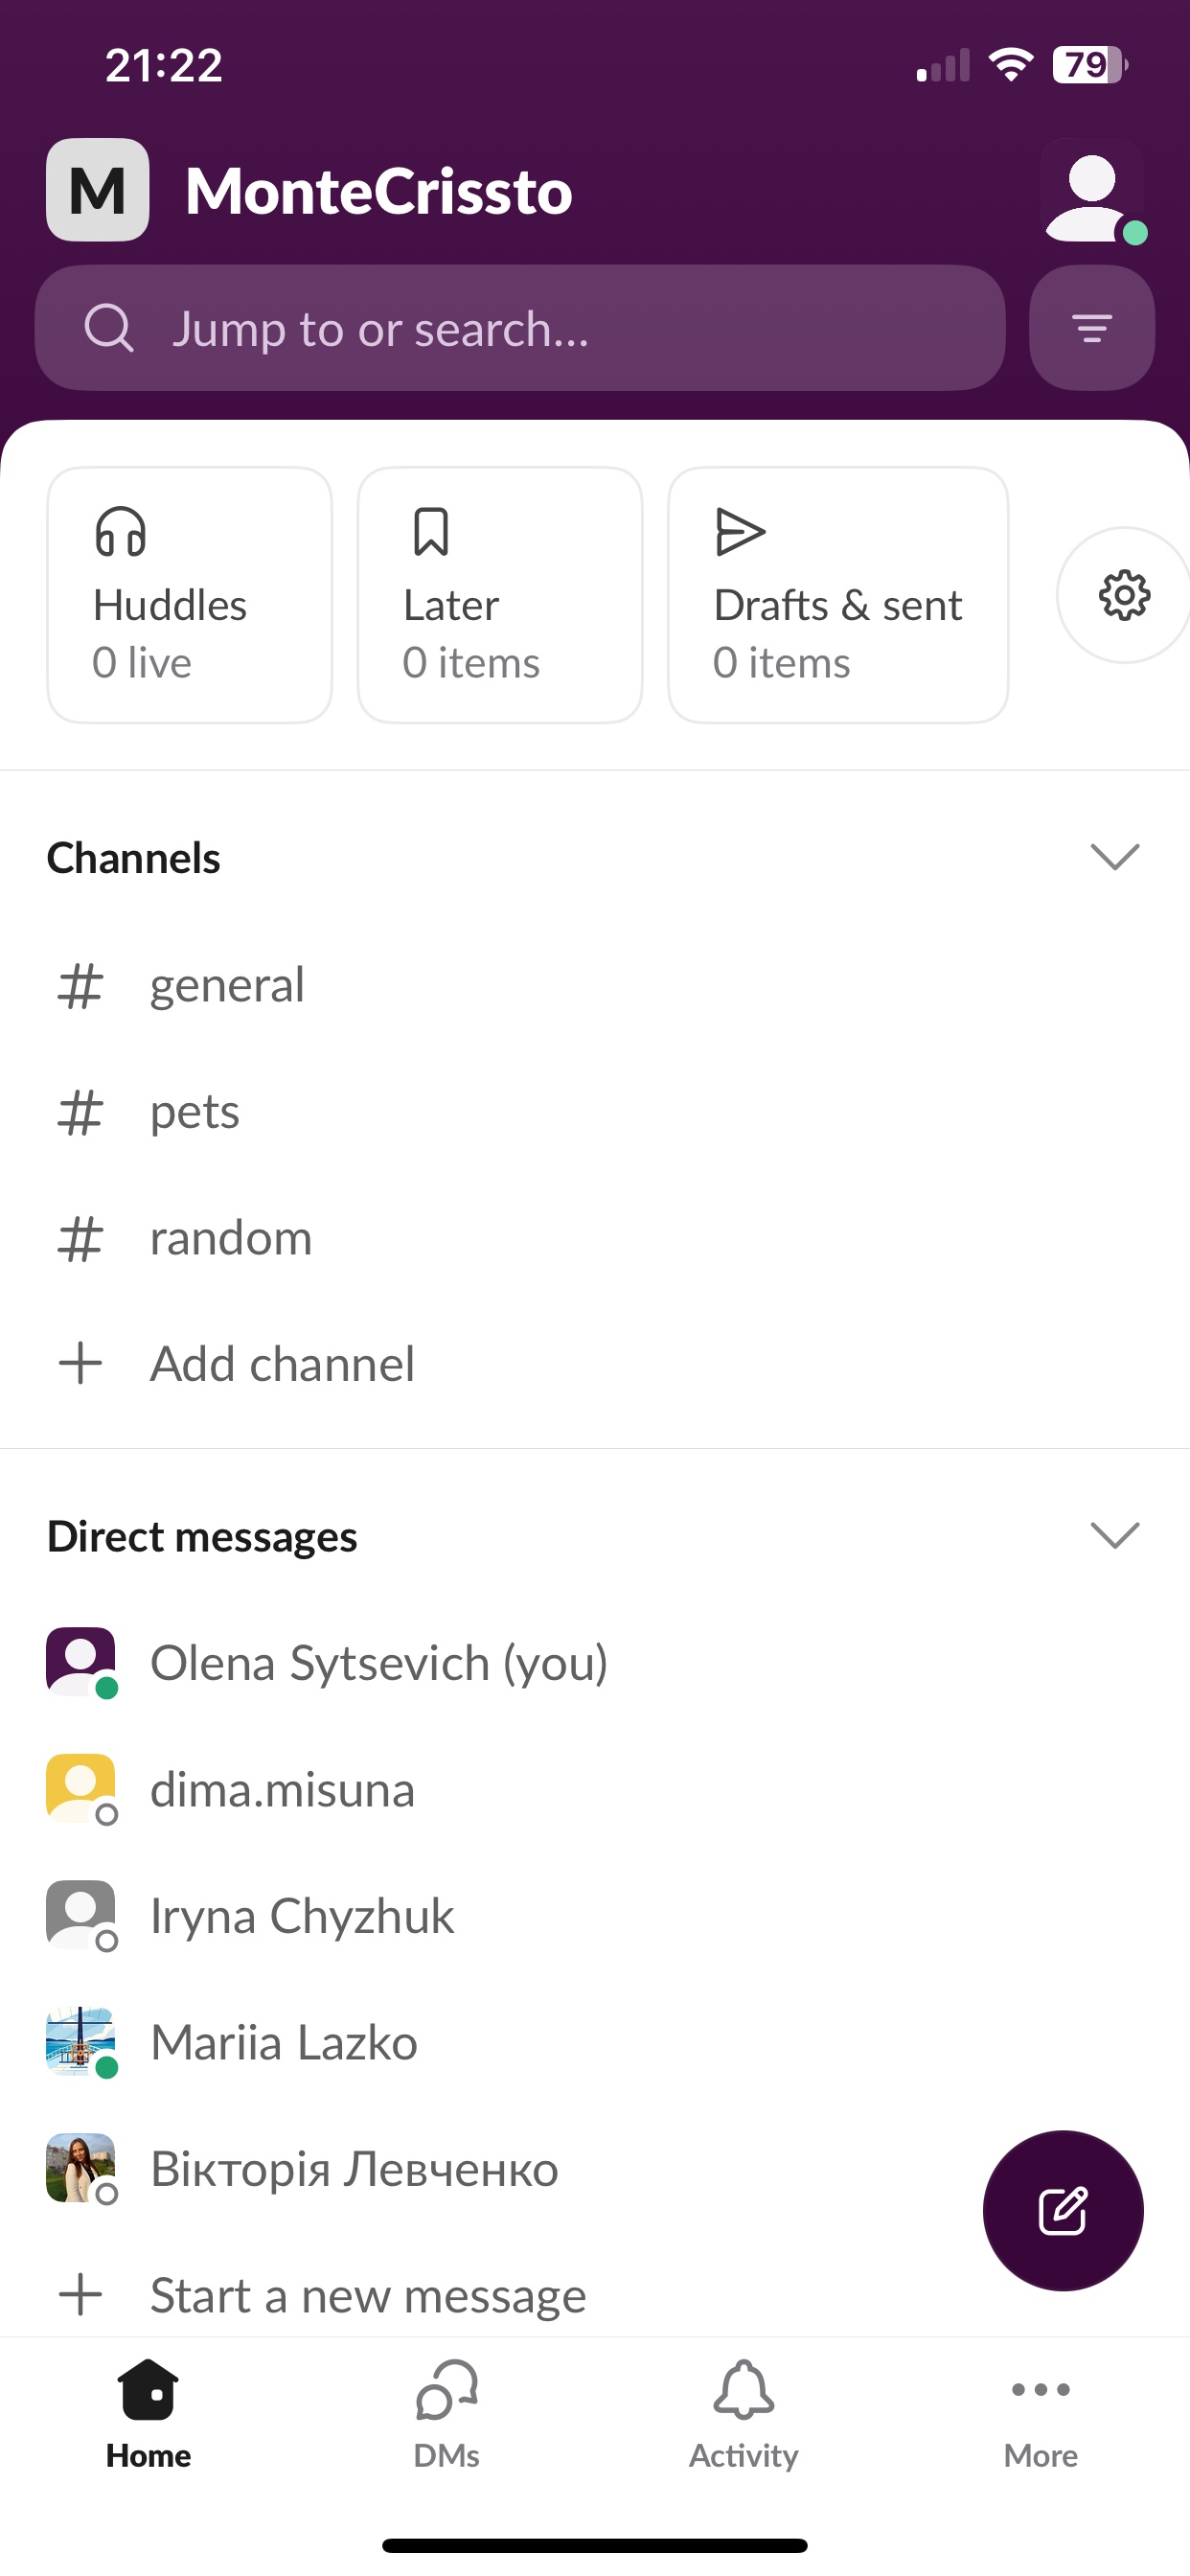 21:22
79
M
MonteCrissto
Jump to or search...
Huddles
0 live
Later
0 items
Drafts & sent
0 items
Channels
# general
# pets
# random
+ Add channel
Direct messages
Olena Sytsevich (you)
dima.misuna
Iryna Chyzhuk
Mariia Lazko
Вікторія Левченко
+ Start a new message
Home
DMs
Activity
More